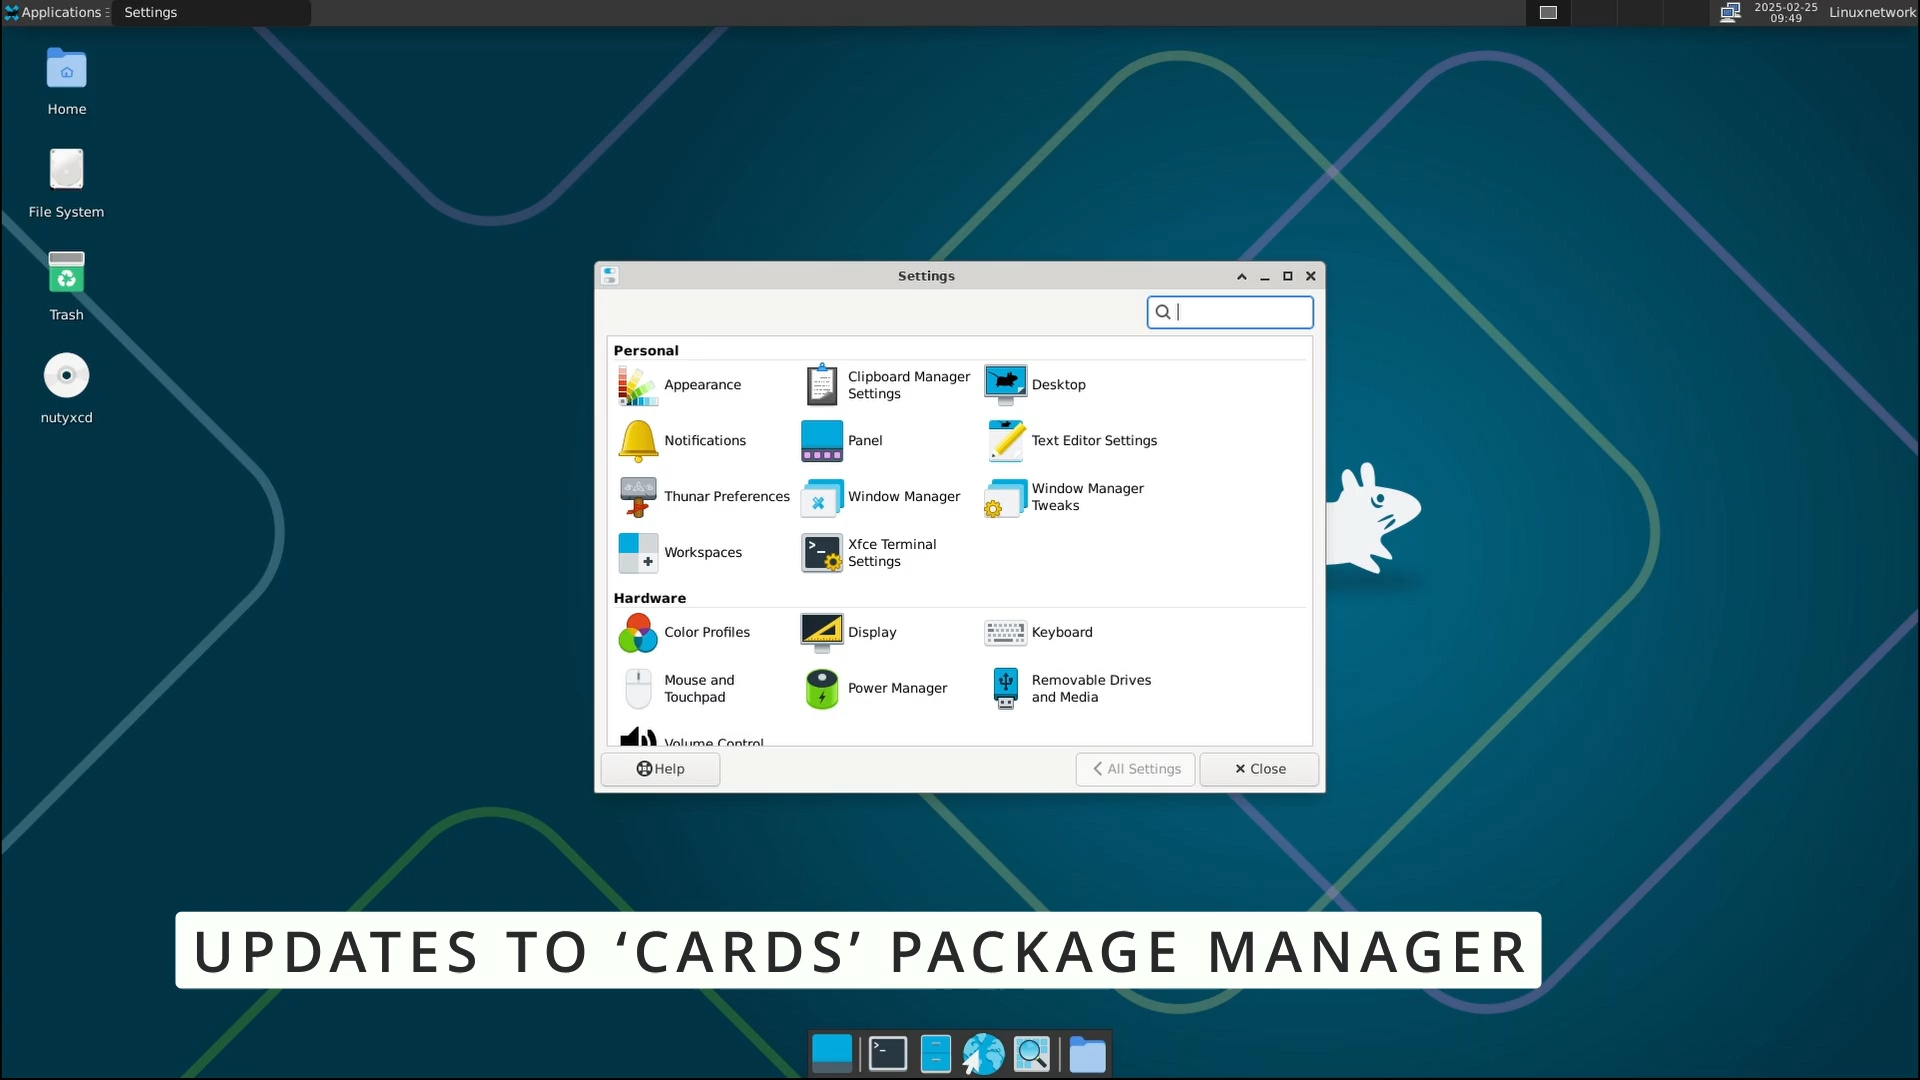 Applications
Settings
2025-02-25
09:49
Linuxnetwork
Home
File System
Trash
nutyxcd
Settings
Personal
Appearance
Clipboard Manager
Settings
Desktop
Notifications
Panel
Text Editor Settings
Thunar Preferences
Window Manager
Window Manager
Tweaks
Workspaces
Xfce Terminal
Settings
Hardware
Color Profiles
Display
Keyboard
Mouse and
Touchpad
Power Manager
Removable Drives
and Media
Volume Control
Help
All Settings
Close
UPDATES TO ‘CARDS’ PACKAGE MANAGER